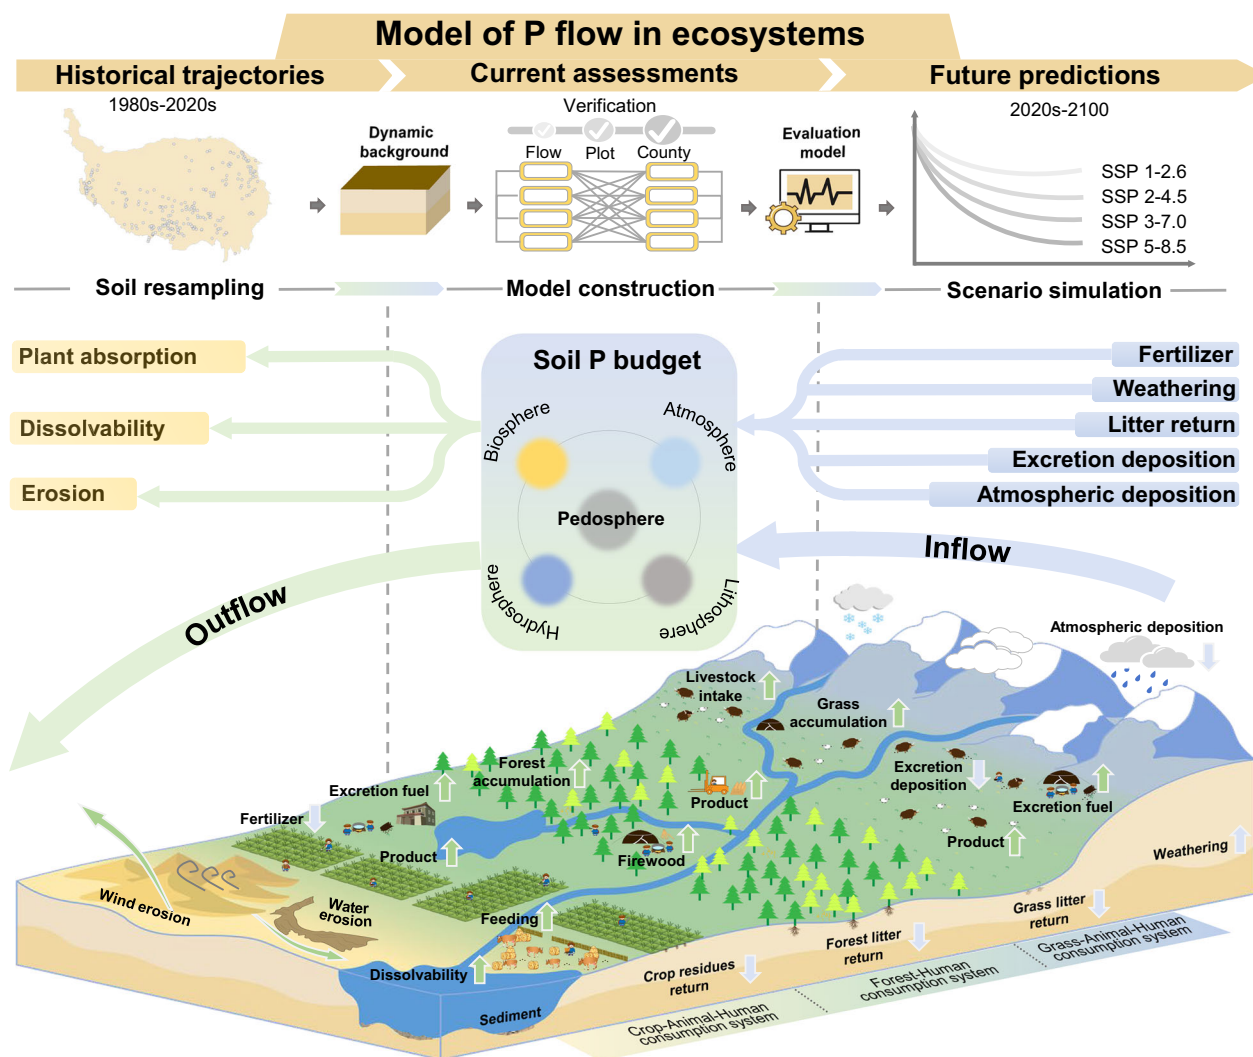 Model of P flow in ecosystems
Historical trajectories
Current assessments
Future predictions
1980s-2020s
Dynamic
background
Verification
Flow
Plot
County
Evaluation
model
2020s-2100
SSP 1-2.6
SSP 2-4.5
SSP 3-7.0
SSP 5-8.5
Soil resampling
Model construction
Scenario simulation
Plant absorption
Dissolvability
Erosion
Soil P budget
Biosphere
Atmosphere
Pedosphere
Hydrosphere
Lithosphere
Fertilizer
Weathering
Litter return
Excretion deposition
Atmospheric deposition
Outflow
Inflow
Atmospheric deposition
Livestock
intake
Grass
accumulation
Forest
accumulation
Excretion
deposition
Excretion fuel
Excretion fuel
Product
Fertilizer
Product
Firewood
Product
Weathering
Wind erosion
Water
erosion
Feeding
Dissolvability
Sediment
Crop residues
return
Forest litter
return
Grass litter
return
Crop-Animal-Human
consumption system
Forest-Human
consumption system
Grass-Animal-Human
consumption system